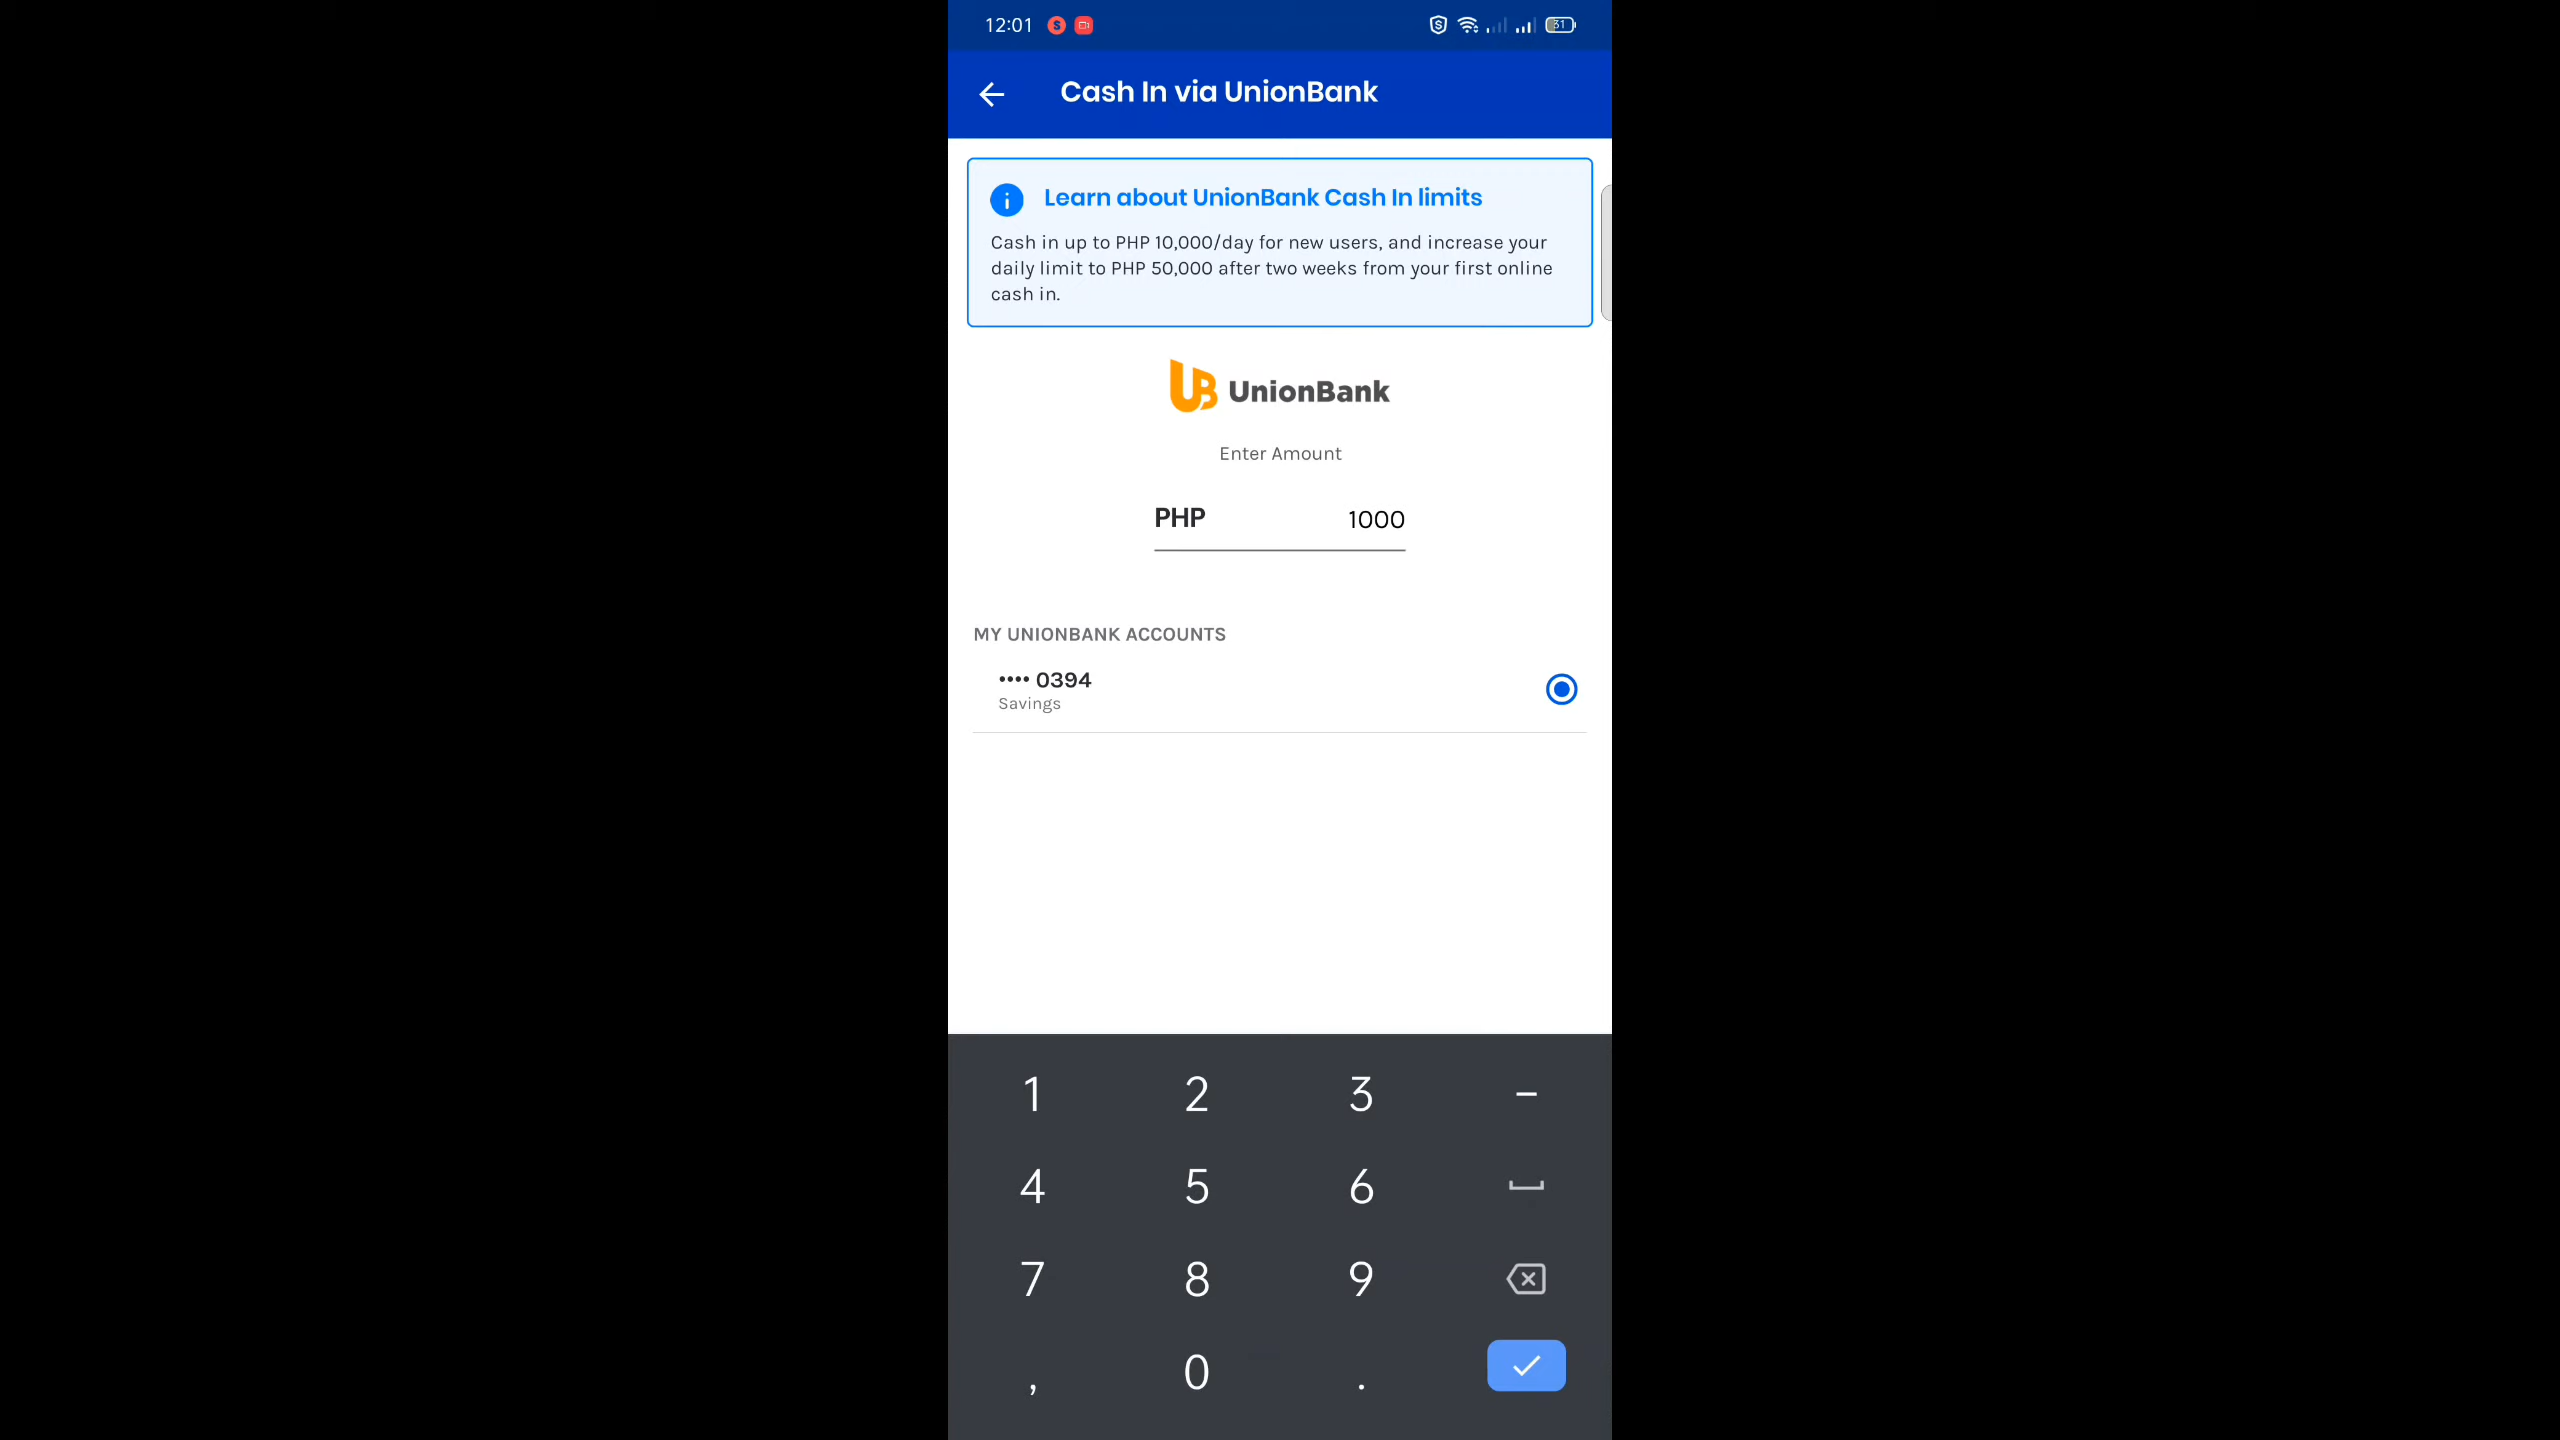 12:01
31
Cash In via UnionBank
Learn about UnionBank Cash In limits
Cash in up to PHP 10,000/day for new users, and increase your
daily limit to PHP 50,000 after two weeks from your first online
cash in.
UB UnionBank
Enter Amount
PHP 1000
MY UNIONBANK ACCOUNTS
•••• 0394
Savings
1 2 3 –
4 5 6
7 8 9
, 0 .